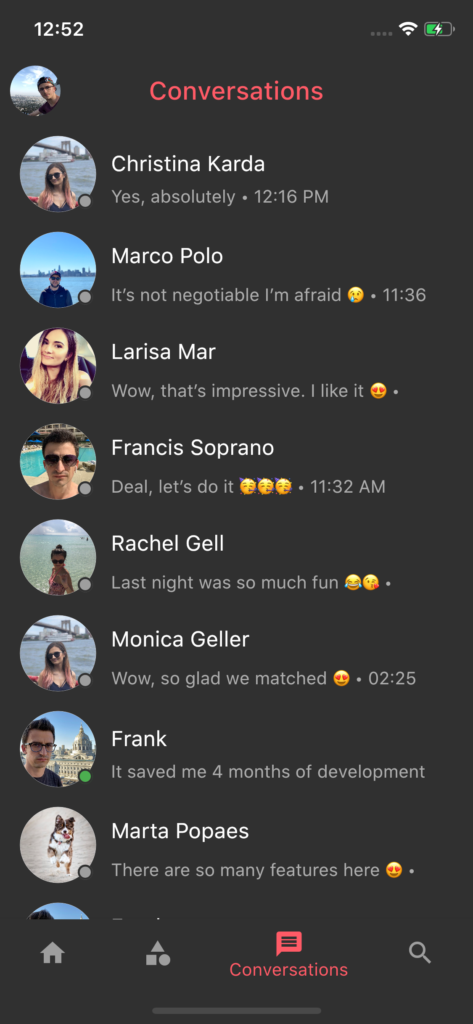 12:52
Conversations
Christina Karda
Yes, absolutely • 12:16 PM
Marco Polo
It's not negotiable I'm afraid 😢 • 11:36
Larisa Mar
Wow, that's impressive. I like it 😍 •
Francis Soprano
Deal, let's do it 🥳🥳🥳 • 11:32 AM
Rachel Gell
Last night was so much fun 😂😘 •
Monica Geller
Wow, so glad we matched 😍 • 02:25
Frank
It saved me 4 months of development
Marta Popaes
There are so many features here 😍 •
Conversations